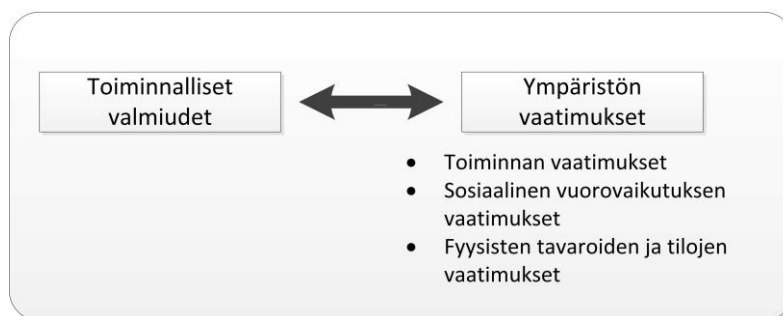 Toiminnalliset
valmiudet
Ympäristön
vaatimukset
• Toiminnan vaatimukset
• Sosiaalinen vuorovaikutuksen
vaatimukset
• Fyysisten tavaroiden ja tilojen
vaatimukset